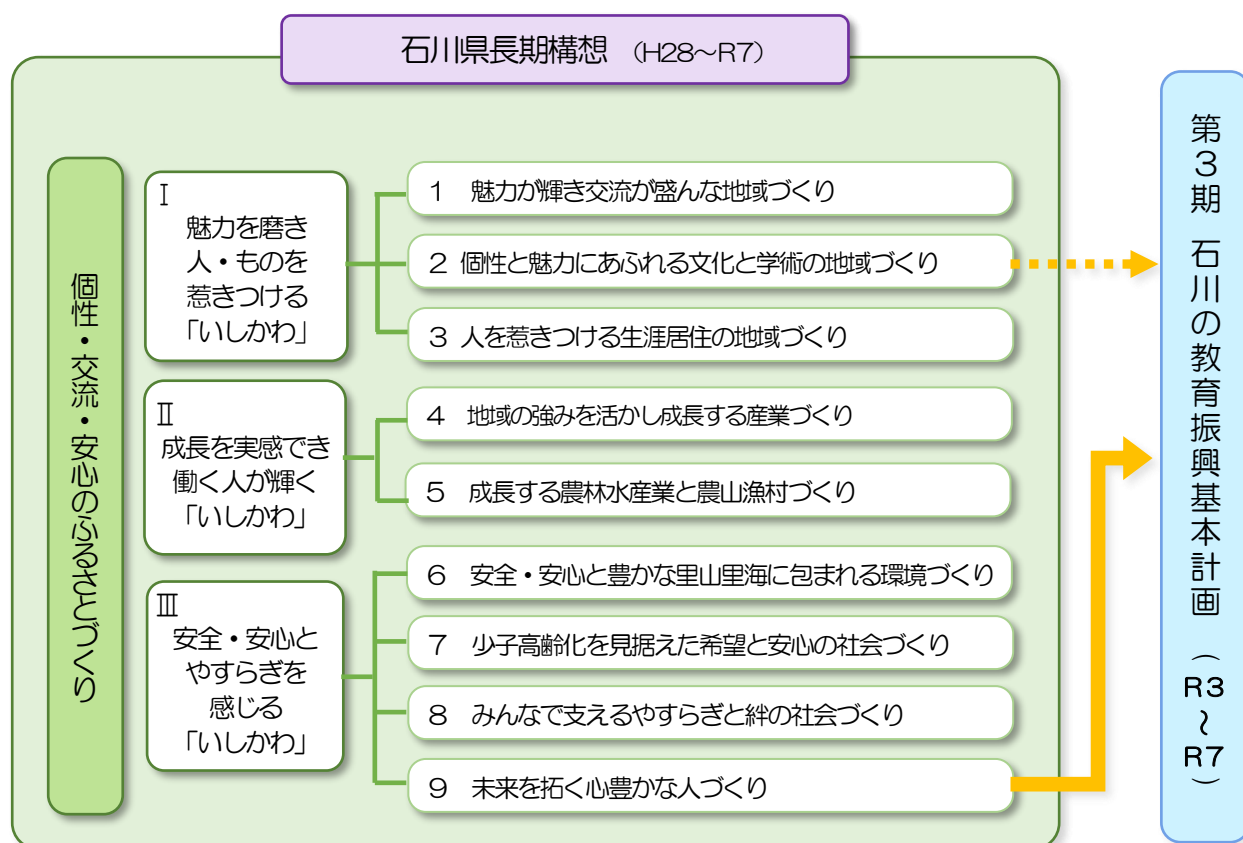 石川県長期構想 （H28～R7）
個性・交流・安心のふるさとづくり
Ⅰ
魅力を磨き
人・ものを
惹きつける
「いしかわ」
1 魅力が輝き交流が盛んな地域づくり
2 個性と魅力にあふれる文化と学術の地域づくり
3 人を惹きつける生涯居住の地域づくり
Ⅱ
成長を実感でき
働く人が輝く
「いしかわ」
4 地域の強みを活かし成長する産業づくり
5 成長する農林水産業と農山漁村づくり
Ⅲ
安全・安心と
やすらぎを
感じる
「いしかわ」
6 安全・安心と豊かな里山里海に包まれる環境づくり
7 少子高齢化を見据えた希望と安心の社会づくり
8 みんなで支えるやすらぎと絆の社会づくり
9 未来を拓く心豊かな人づくり
第3期 石川の教育振興基本計画（R3～R7）